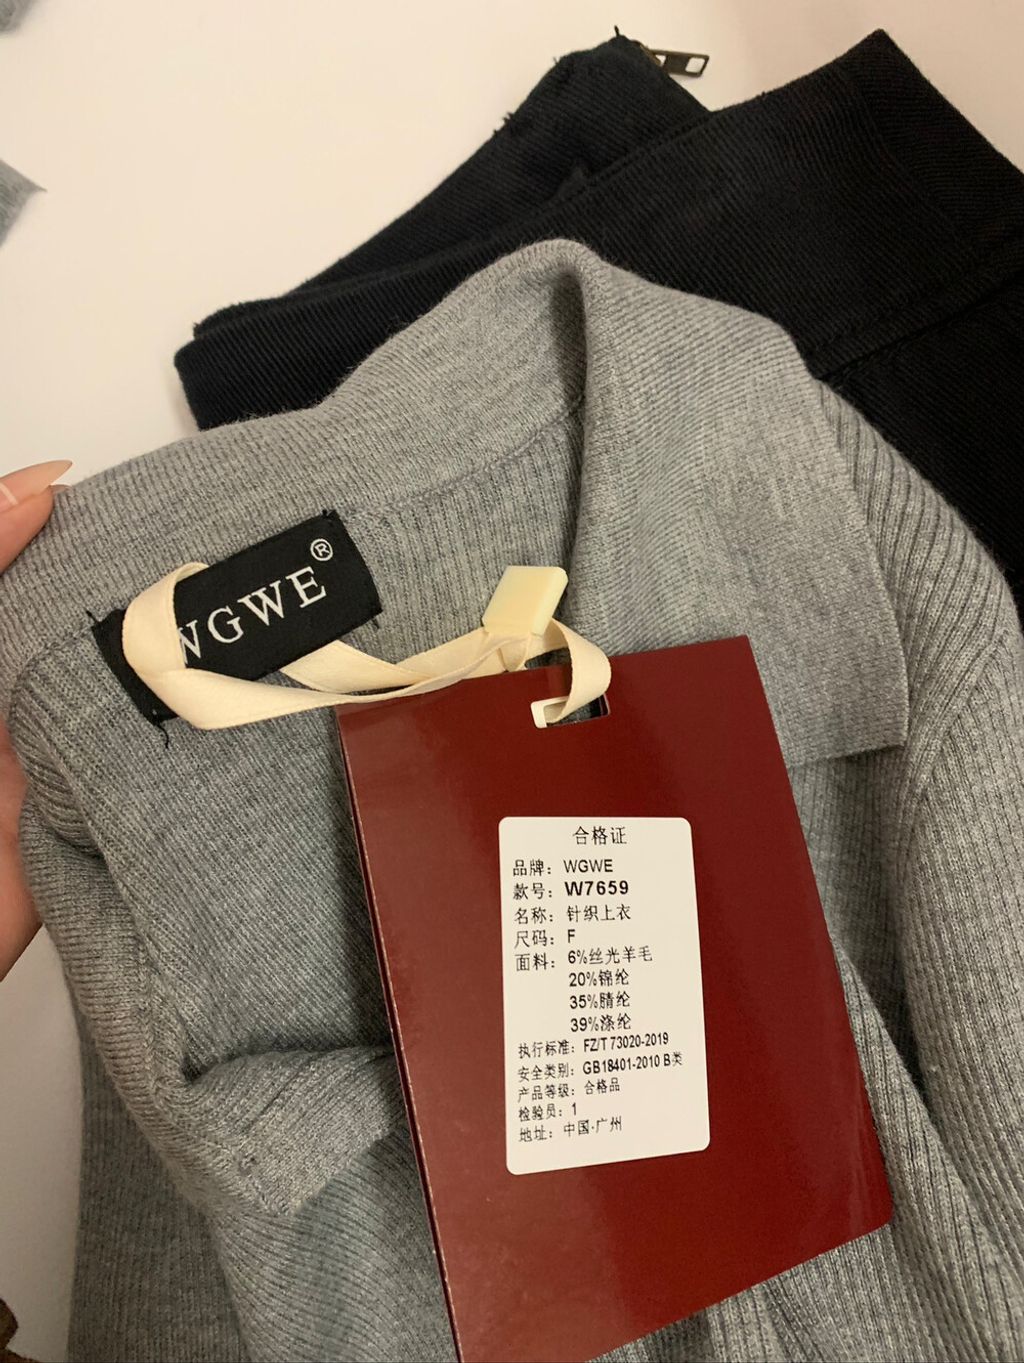 WGWE®
合格证
品牌：WGWE
款号：W7659
名称：针织上衣
尺码：F
面料：6%丝光羊毛
20%锦纶
35%腈纶
39%涤纶
执行标准：FZ/T 73020-2019
安全类别：GB18401-2010 B类
产品等级：合格品
检验员：1
地址：中国·广州